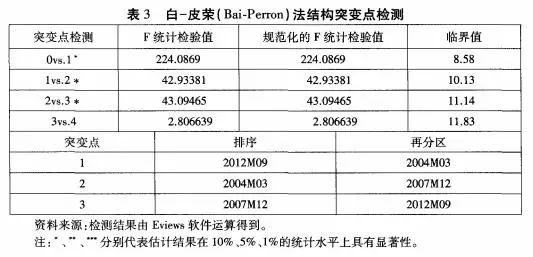 表 3 白-皮荣(Bai-Perron)法结构突变点检测
突变点检测 F 统计检验值 规范化的 F 统计检验值 临界值
0vs.1* 224.0869 224.0869 8.58
1vs.2* 42.93381 42.93381 10.13
2vs.3* 43.09465 43.09465 11.14
3vs.4 2.806639 2.806639 11.83
突变点 排序 再分区
1 2012M09 2004M03
2 2004M03 2007M12
3 2007M12 2012M09
资料来源:检测结果由 Eviews 软件运算得到。
注:*、**、***分别代表估计结果在 10%、5%、1%的统计水平上具有显著性。